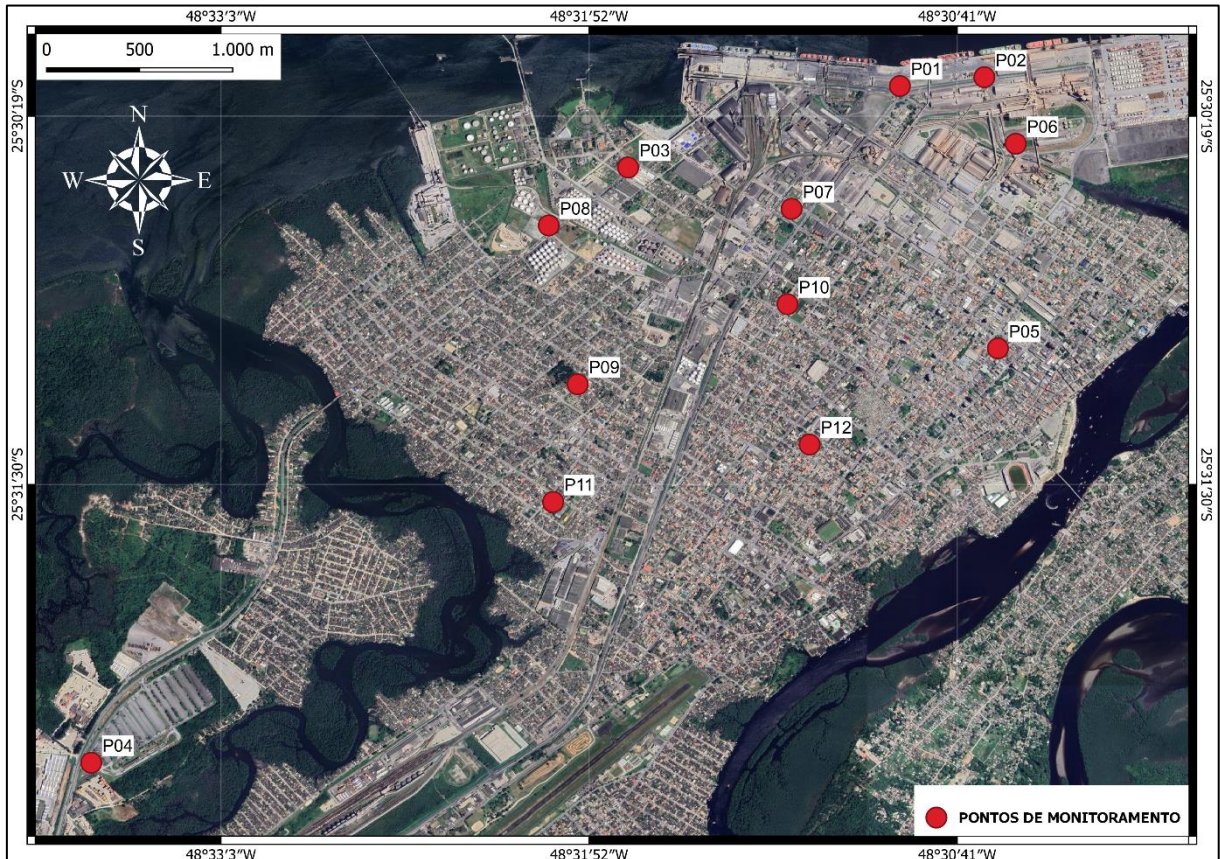 48°33'3"W 48°31'52"W 48°30'41"W
0 500 1.000 m
N
W E
S
25°30'19"S
25°30'19"S
P01
P02
P06
P03
P07
P08
P10
P05
P09
P12
P11
25°31'30"S
25°31'30"S
P04
PONTOS DE MONITORAMENTO
48°33'3"W 48°31'52"W 48°30'41"W